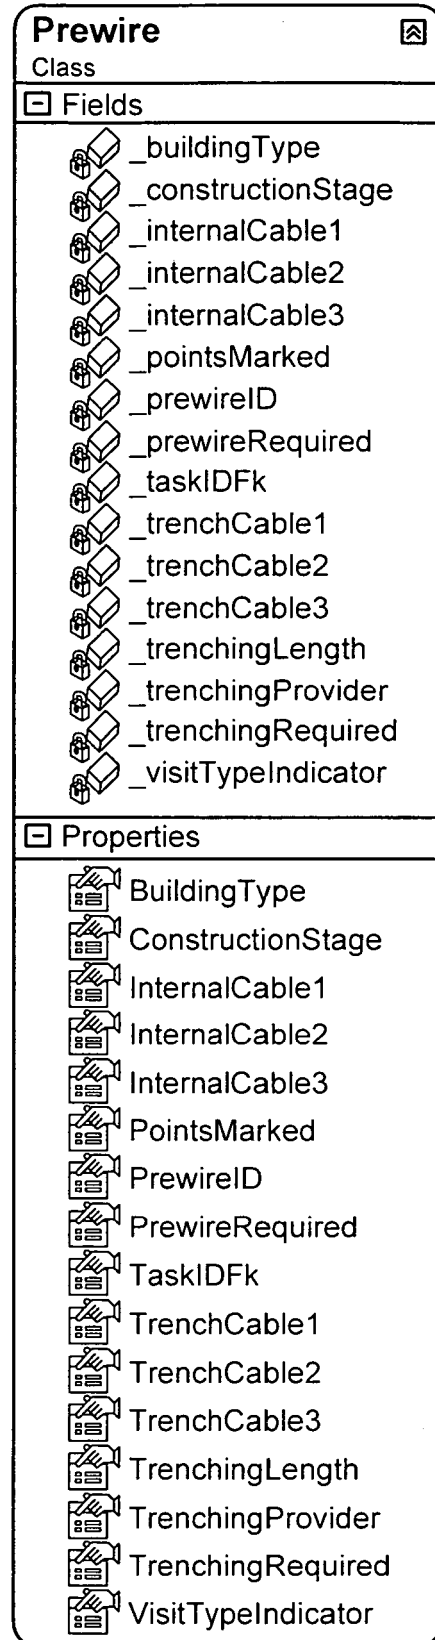 Prewire
Class
Fields
_buildingType
_constructionStage
_internalCable1
_internalCable2
_internalCable3
_pointsMarked
_prewireID
_prewireRequired
_taskIDFk
_trenchCable1
_trenchCable2
_trenchCable3
_trenchingLength
_trenchingProvider
_trenchingRequired
_visitTypeIndicator
Properties
BuildingType
ConstructionStage
InternalCable1
InternalCable2
InternalCable3
PointsMarked
PrewireID
PrewireRequired
TaskIDFk
TrenchCable1
TrenchCable2
TrenchCable3
TrenchingLength
TrenchingProvider
TrenchingRequired
VisitTypeIndicator